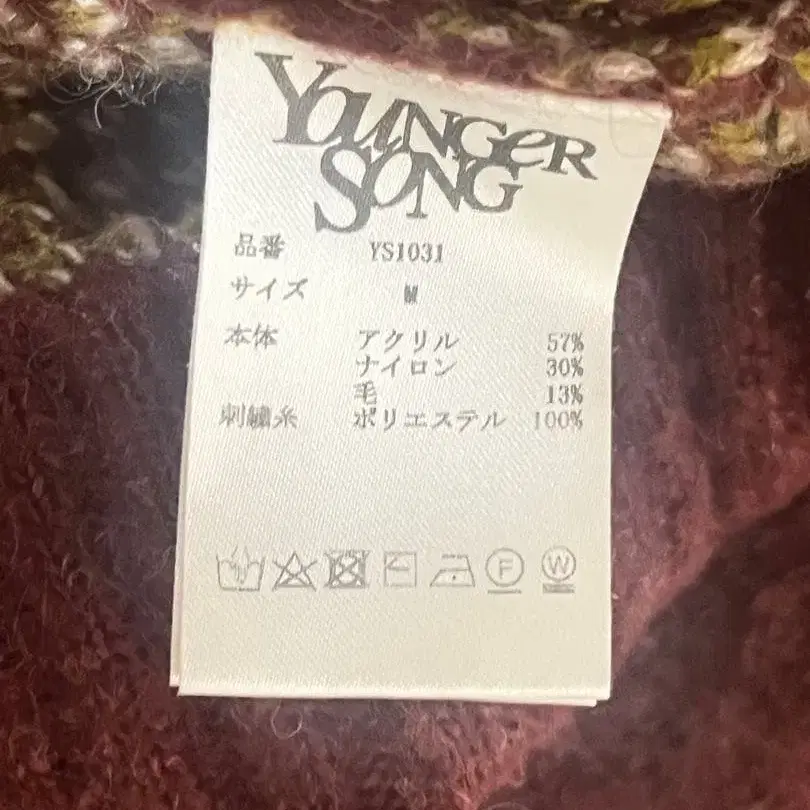 YOUNGER
SONG
品番 YS1031
サイズ M
本体 アクリル 57%
ナイロン 30%
毛 13%
刺繍糸 ポリエステル 100%
F W